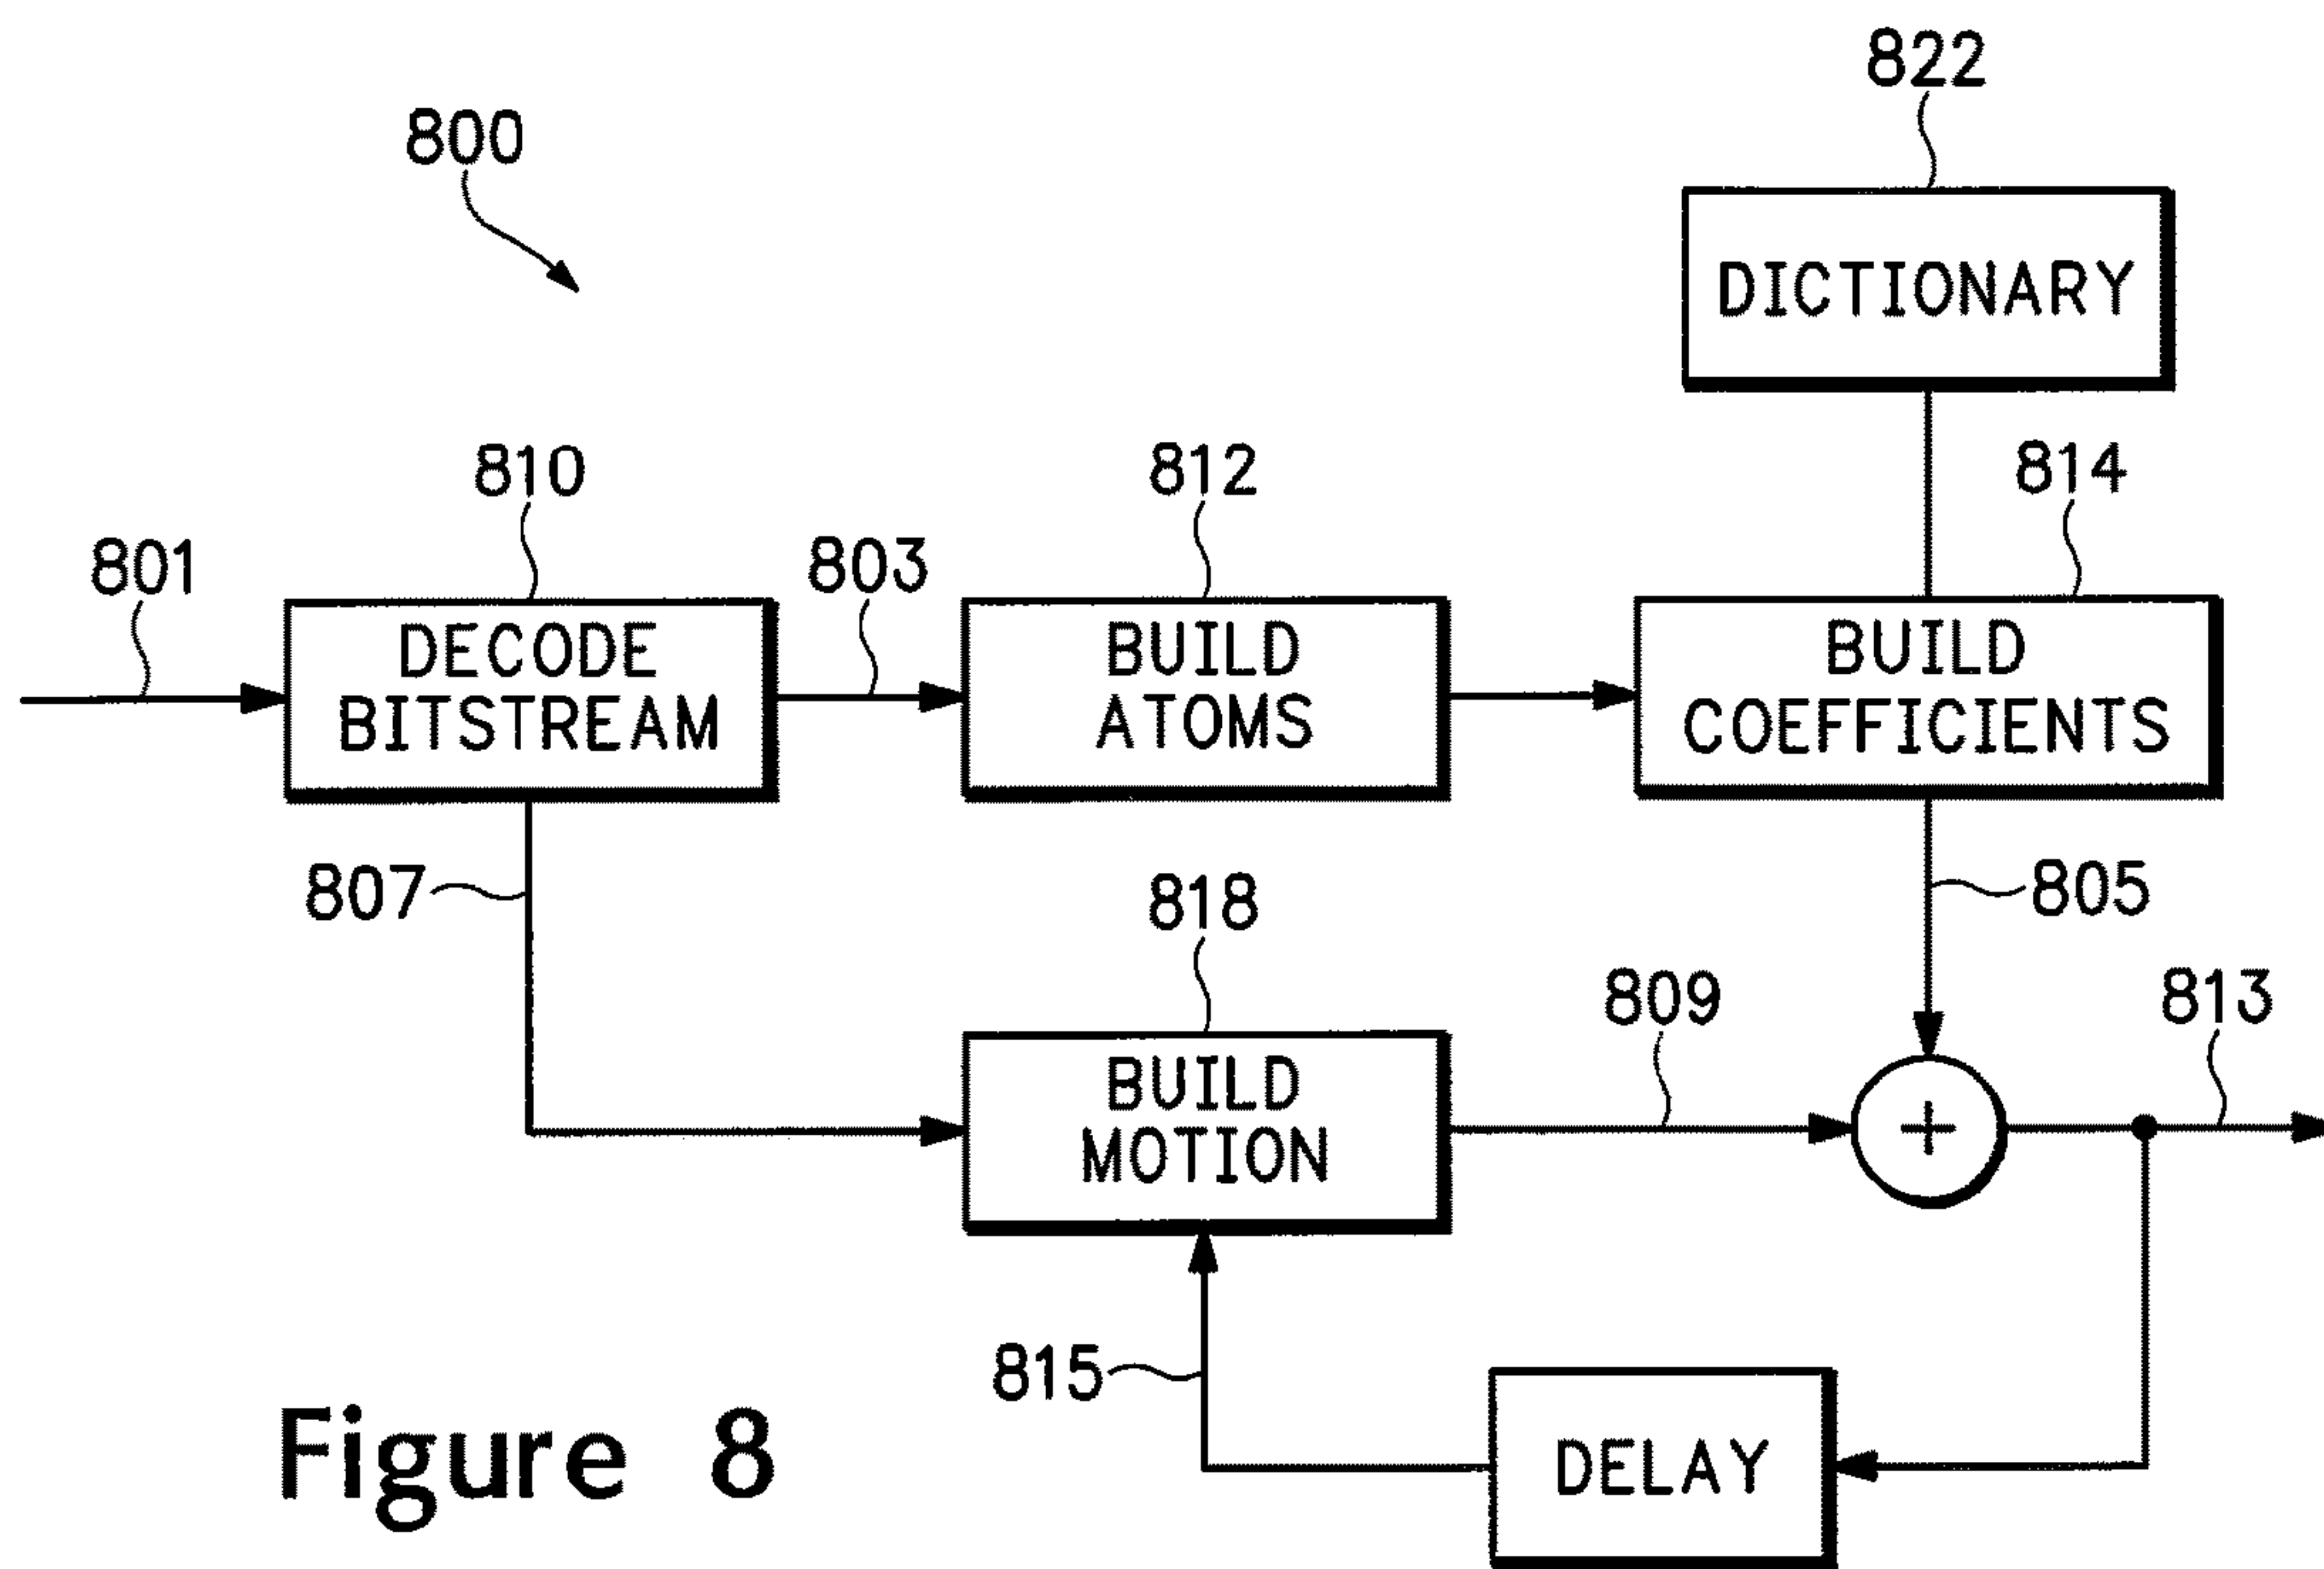 822
800
DICTIONARY
810
812
814
801
803
DECODE
BITSTREAM
BUILD
ATOMS
BUILD
COEFFICIENTS
807
818
805
809
813
BUILD
MOTION
+
815
DELAY
Figure 8